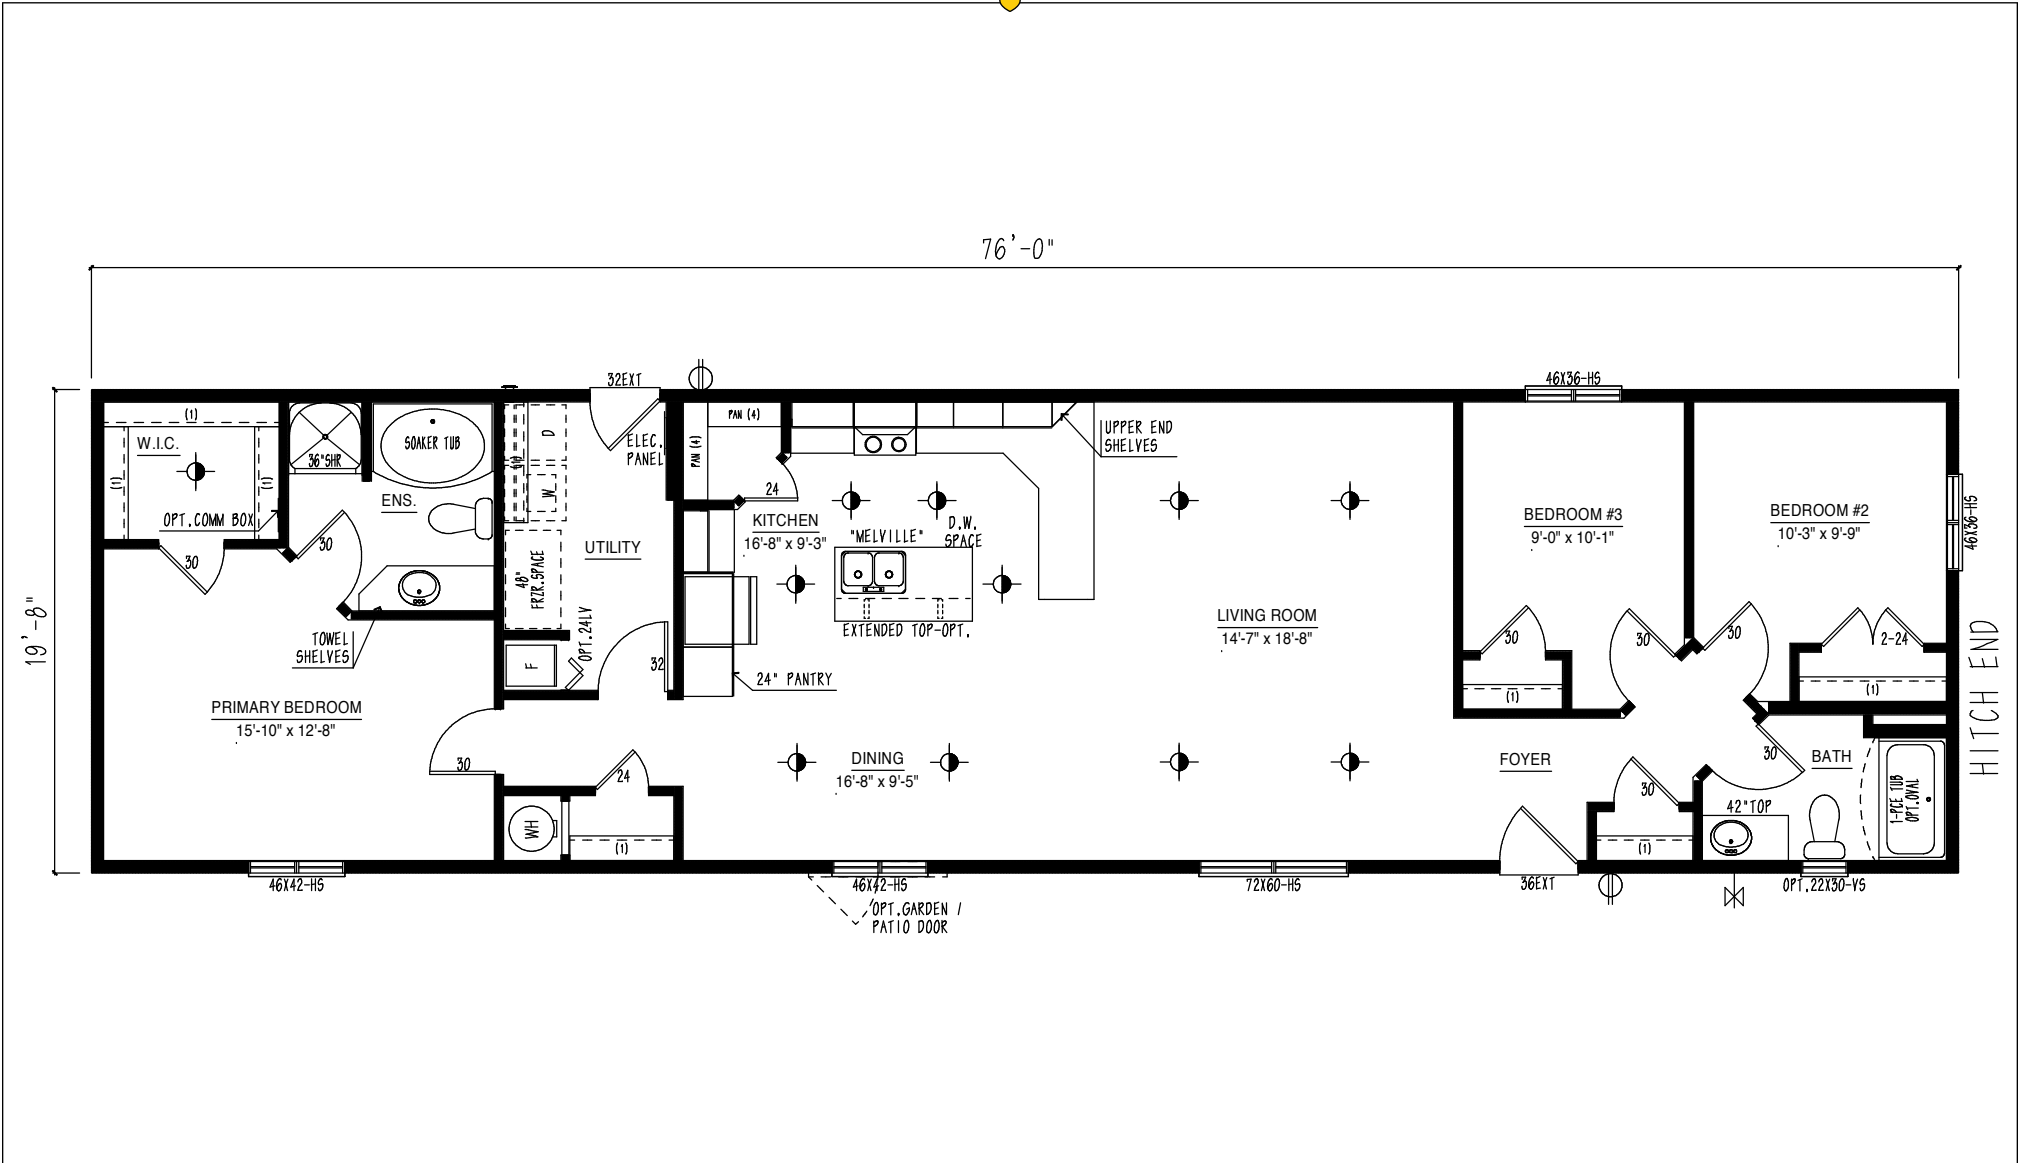 76'-0"
19'-8"
32EXT
46X36-HS
(1)
W.I.C.
(1)
(1)
OPT.COMM BOX
30
36"SHR
SOAKER TUB
ENS.
30
TOWEL
SHELVES
(1)
D
W
48"
FRZR.SPACE
UTILITY
ELEC.
PANEL
F
OPT.24LV
32
PAN (4)
PAN (4)
24
KITCHEN
16'-8" x 9'-3"
"MELVILLE"
D.W.
SPACE
EXTENDED TOP-OPT.
24" PANTRY
UPPER END
SHELVES
LIVING ROOM
14'-7" x 18'-8"
BEDROOM #3
9'-0" x 10'-1"
30
(1)
30
BEDROOM #2
10'-3" x 9'-9"
46X36-HS
30
2-24
(1)
HITCH END
PRIMARY BEDROOM
15'-10" x 12'-8"
30
24
WH
(1)
DINING
16'-8" x 9'-5"
FOYER
30
(1)
30
BATH
42"TOP
1-PCE TUB
OPT.OVAL
46X42-HS
46X42-HS
OPT.GARDEN /
PATIO DOOR
72X60-HS
36EXT
OPT.22X30-VS